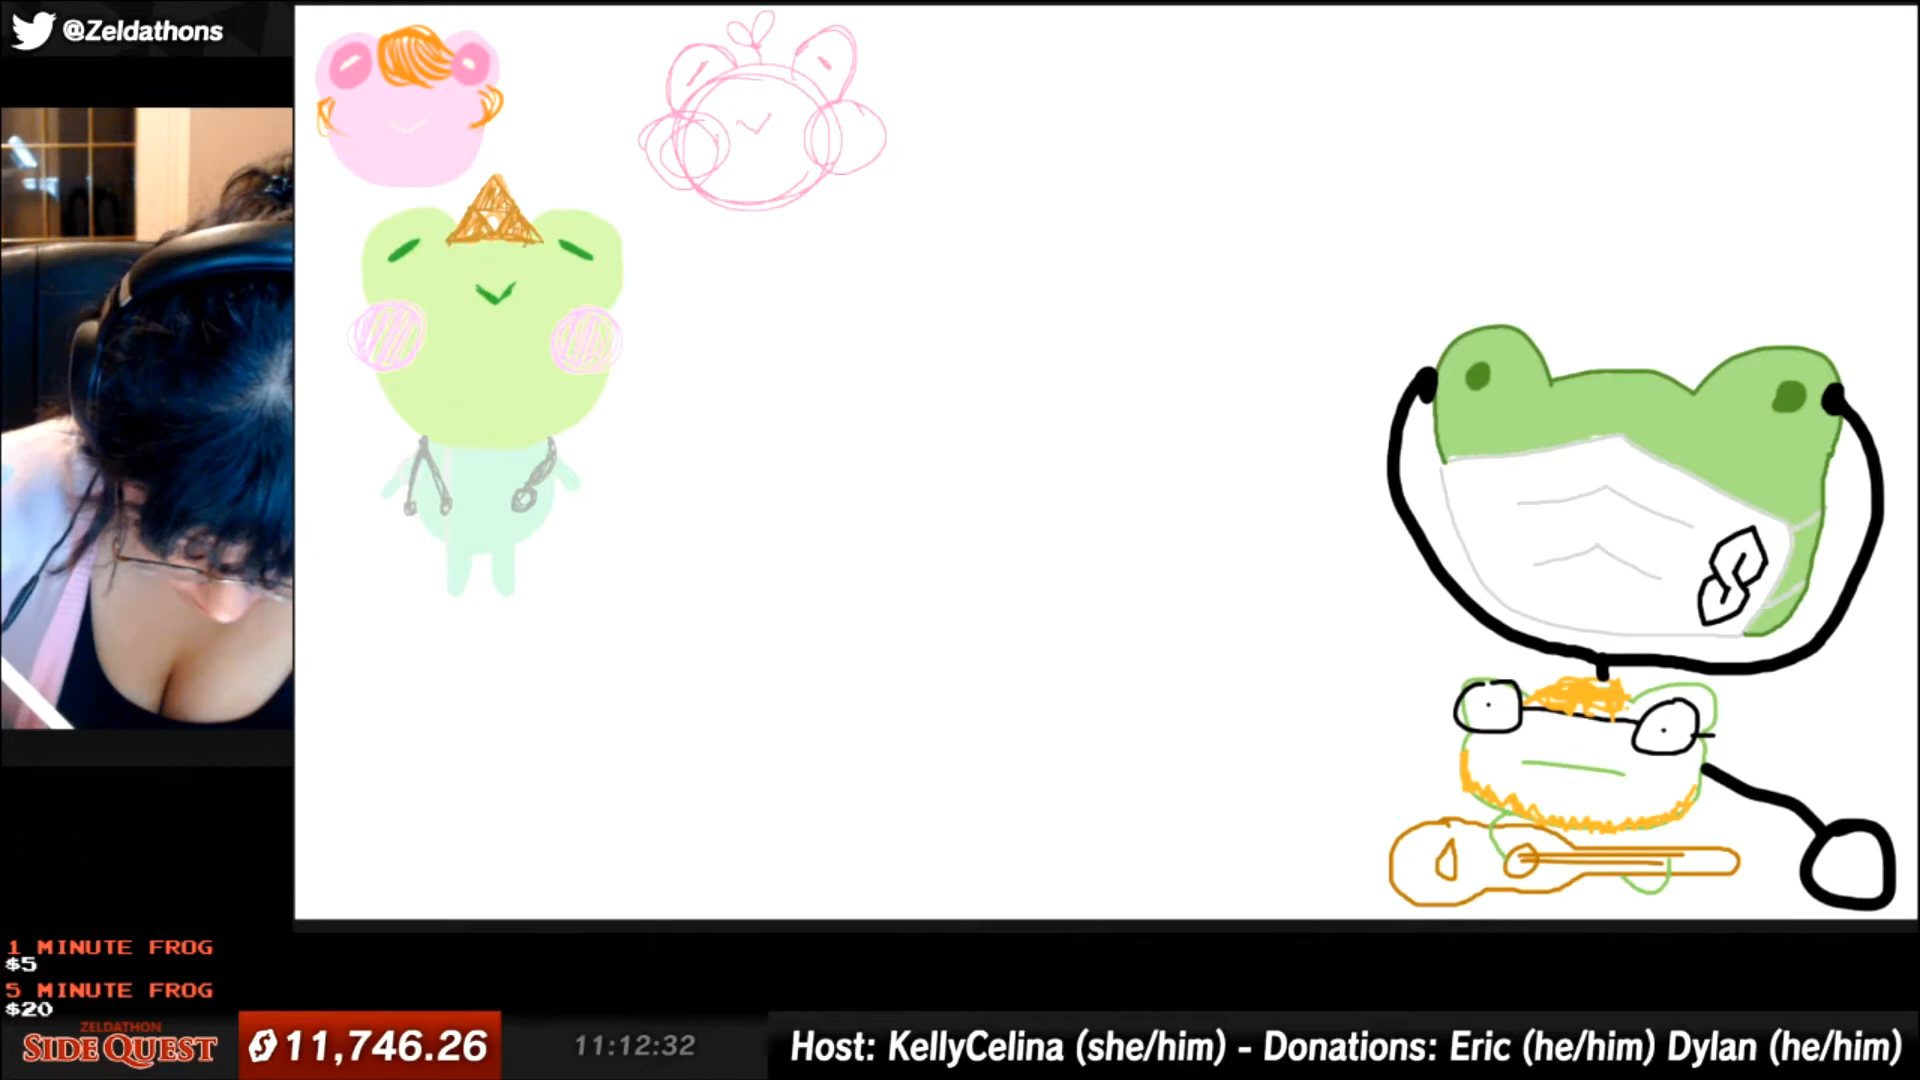 @Zeldathons
1 MINUTE FROG
$5
5 MINUTE FROG
$20
ZELDATHON
SIDE QUEST
11,746.26
11:12:32
Host: KellyCelina (she/him) - Donations: Eric (he/him) Dylan (he/him)